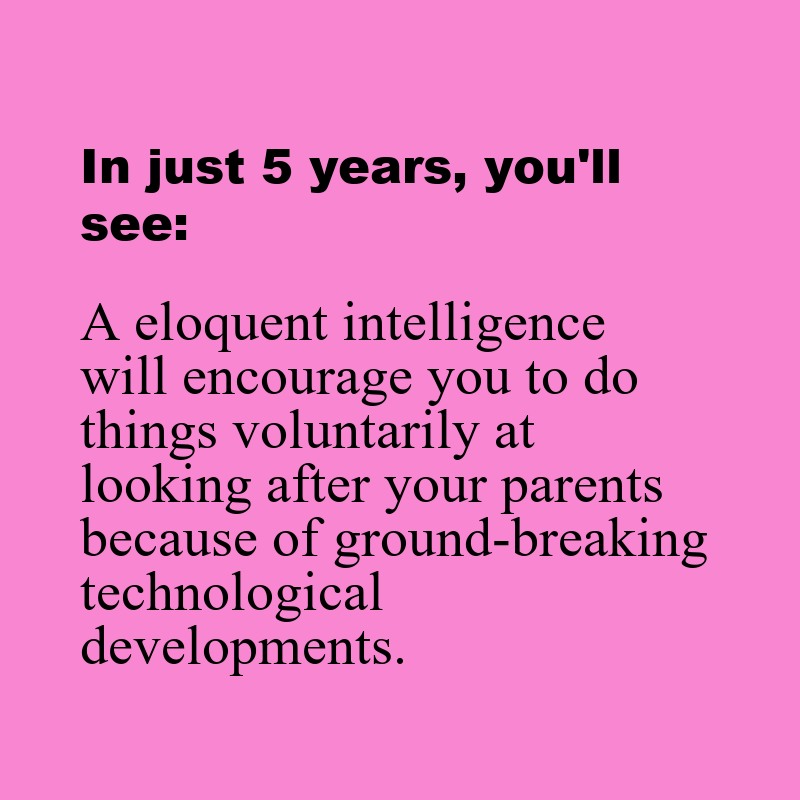 In just 5 years, you'll
see:
A eloquent intelligence
will encourage you to do
things voluntarily at
looking after your parents
because of ground-breaking
technological
developments.